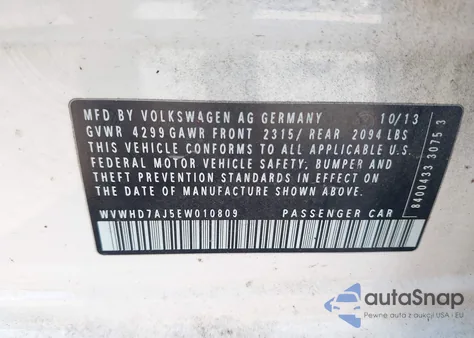 MFD BY VOLKSWAGEN AG GERMANY 10/13
GVWR 4299 GAWR FRONT 2315/ REAR 2094 LBS
THIS VEHICLE CONFORMS TO ALL APPLICABLE U.S.
FEDERAL MOTOR VEHICLE SAFETY, BUMPER AND
THEFT PREVENTION STANDARDS IN EFFECT ON
THE DATE OF MANUFACTURE SHOWN ABOVE.
WVWHD7AJ5EW010809 PASSENGER CAR
8400433 3075 3
autoSnap
Pewne auto z aukcji USA - EU